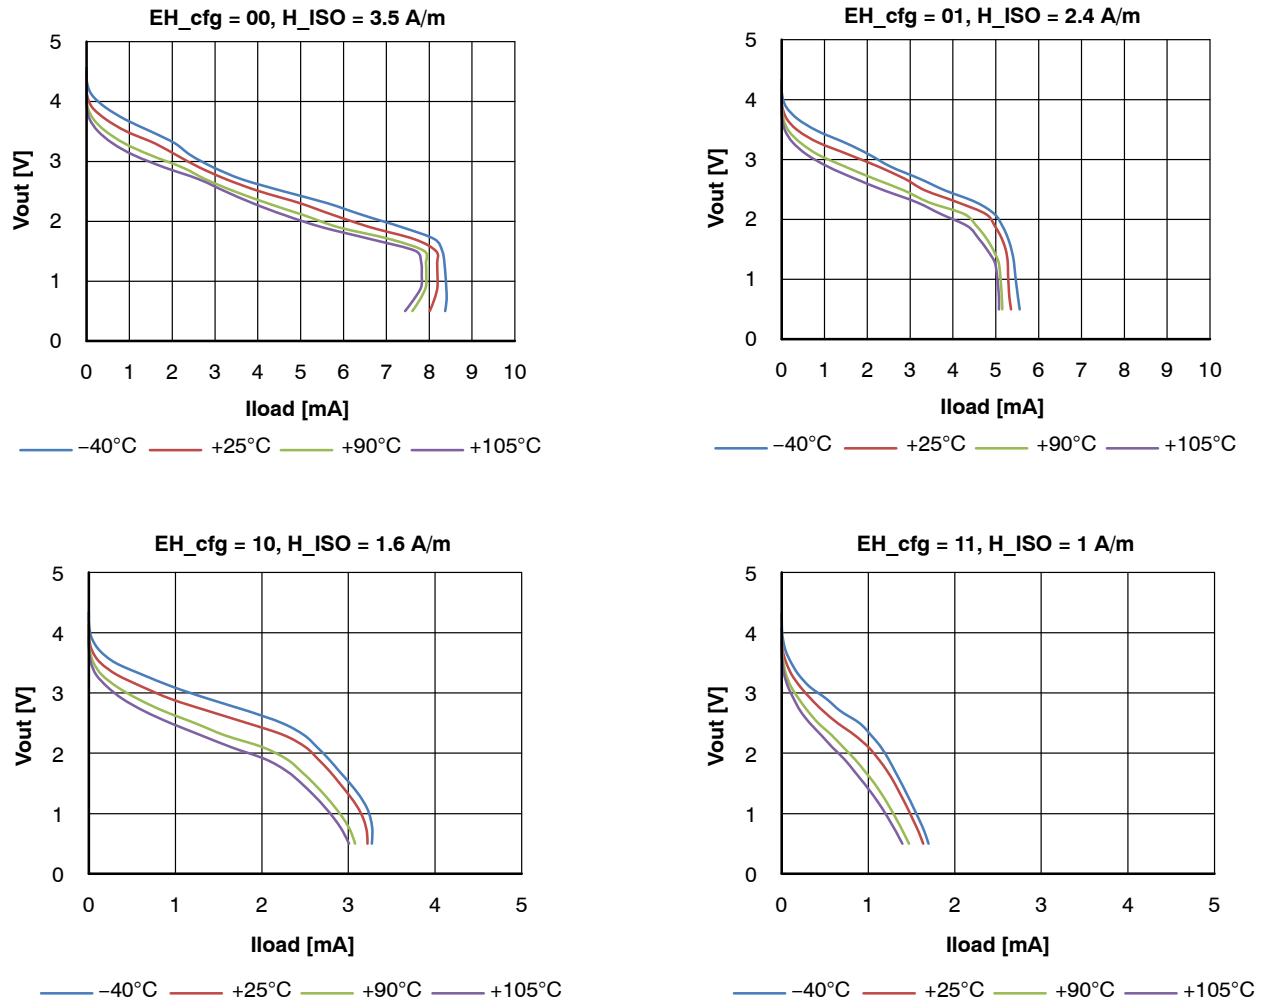 EH_cfg = 00, H_ISO = 3.5 A/m
5
4
3
2
1
0
Vout [V]
0 1 2 3 4 5 6 7 8 9 10
Iload [mA]
−40°C +25°C +90°C +105°C
EH_cfg = 01, H_ISO = 2.4 A/m
5
4
3
2
1
0
Vout [V]
0 1 2 3 4 5 6 7 8 9 10
Iload [mA]
−40°C +25°C +90°C +105°C
EH_cfg = 10, H_ISO = 1.6 A/m
5
4
3
2
1
0
Vout [V]
0 1 2 3 4 5
Iload [mA]
−40°C +25°C +90°C +105°C
EH_cfg = 11, H_ISO = 1 A/m
5
4
3
2
1
0
Vout [V]
0 1 2 3 4 5
Iload [mA]
−40°C +25°C +90°C +105°C